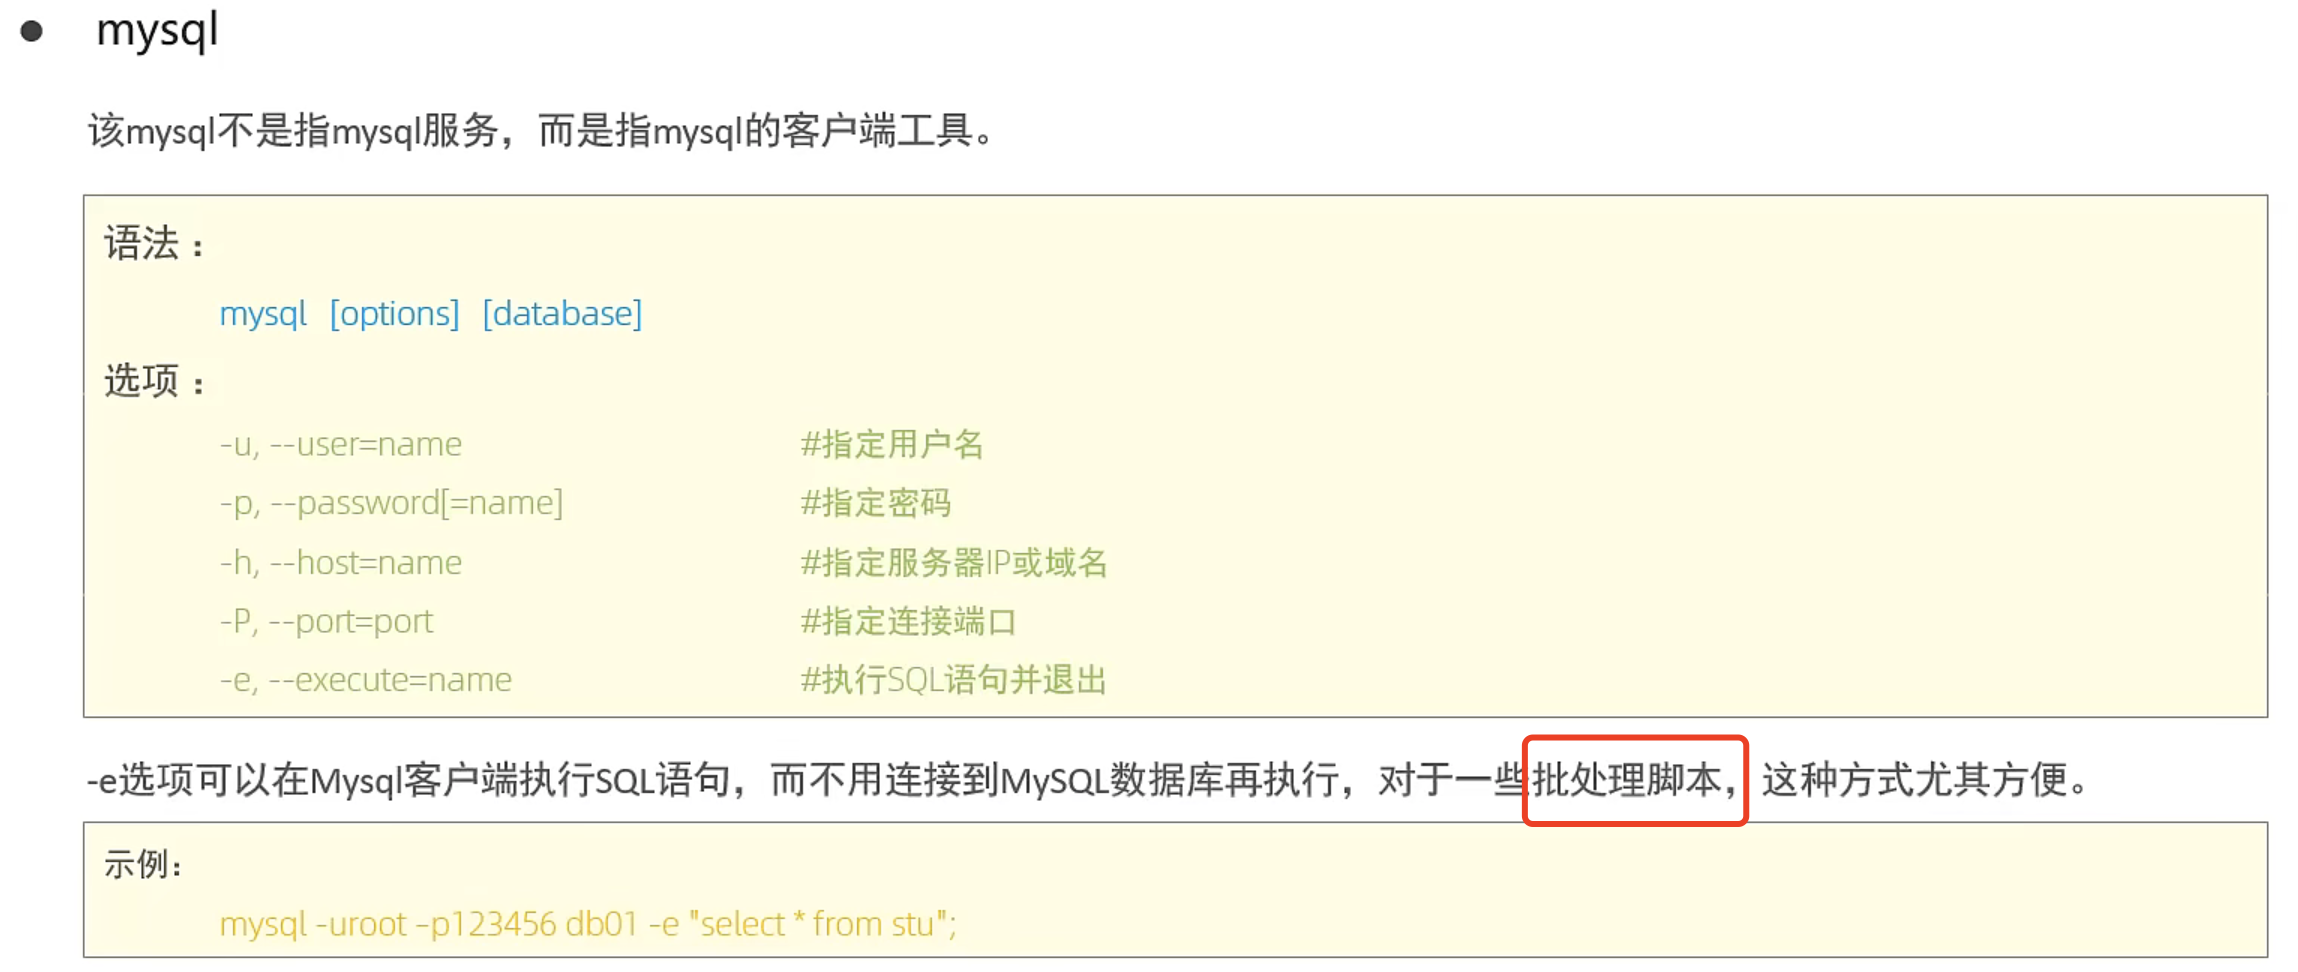 ● mysql
该mysql不是指mysql服务，而是指mysql的客户端工具。
语法：
mysql [options] [database]
选项：
-u, --user=name #指定用户名
-p, --password[=name] #指定密码
-h, --host=name #指定服务器IP或域名
-P, --port=port #指定连接端口
-e, --execute=name #执行SQL语句并退出
-e选项可以在Mysql客户端执行SQL语句，而不用连接到MySQL数据库再执行，对于一些批处理脚本，这种方式尤其方便。
示例：
mysql -uroot –p123456 db01 -e "select * from stu";